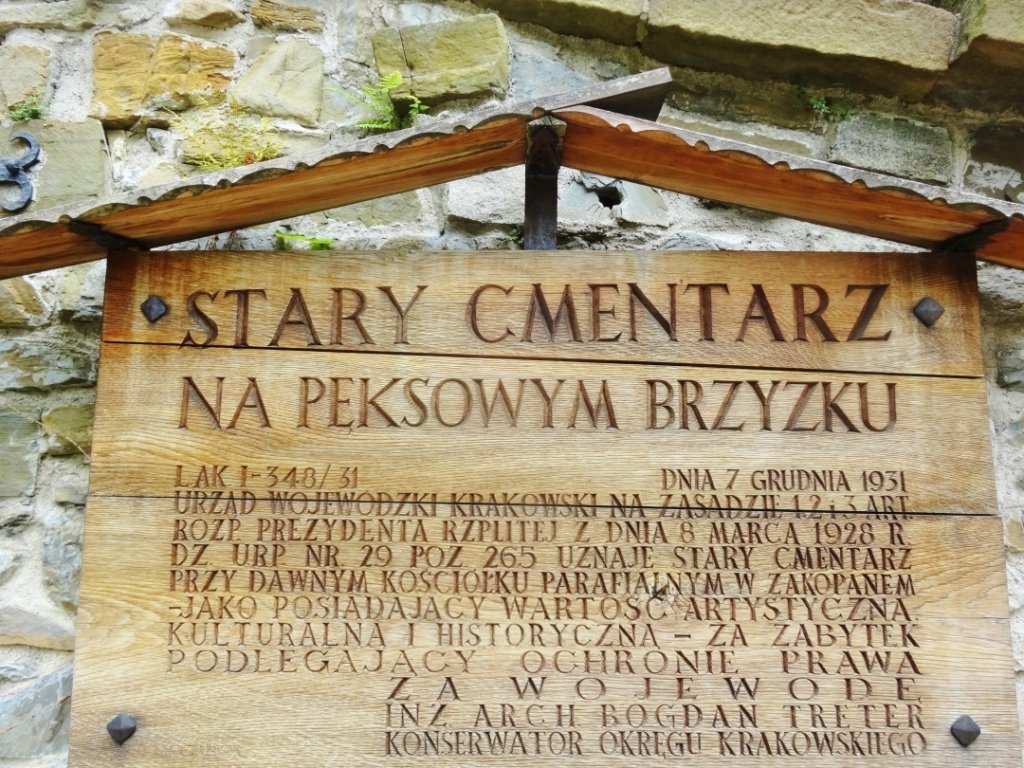 STARY CMENTARZ
NA PĘKSOWYM BRZYZKU
LAK I-348/31 DNIA 7 GRUDNIA 1931
URZĄD WOJEWÓDZKI KRAKOWSKI NA ZASADZIE 1.2 i 3 ART.
ROZP. PREZYDENTA RZPLITEJ Z DNIA 8 MARCA 1928 R.
DZ. URP NR 29 POZ 265 UZNAJE STARY CMENTARZ
PRZY DAWNYM KOŚCIÓŁKU PARAFIALNYM W ZAKOPANEM
-JAKO POSIADAJĄCY WARTOŚĆ ARTYSTYCZNĄ
KULTURALNĄ I HISTORYCZNĄ - ZA ZABYTEK
PODLEGAJĄCY OCHRONIE PRAWA
ZA WOJEWODĘ
INŻ ARCH BOGDAN TRETER
KONSERWATOR OKRĘGU KRAKOWSKIEGO